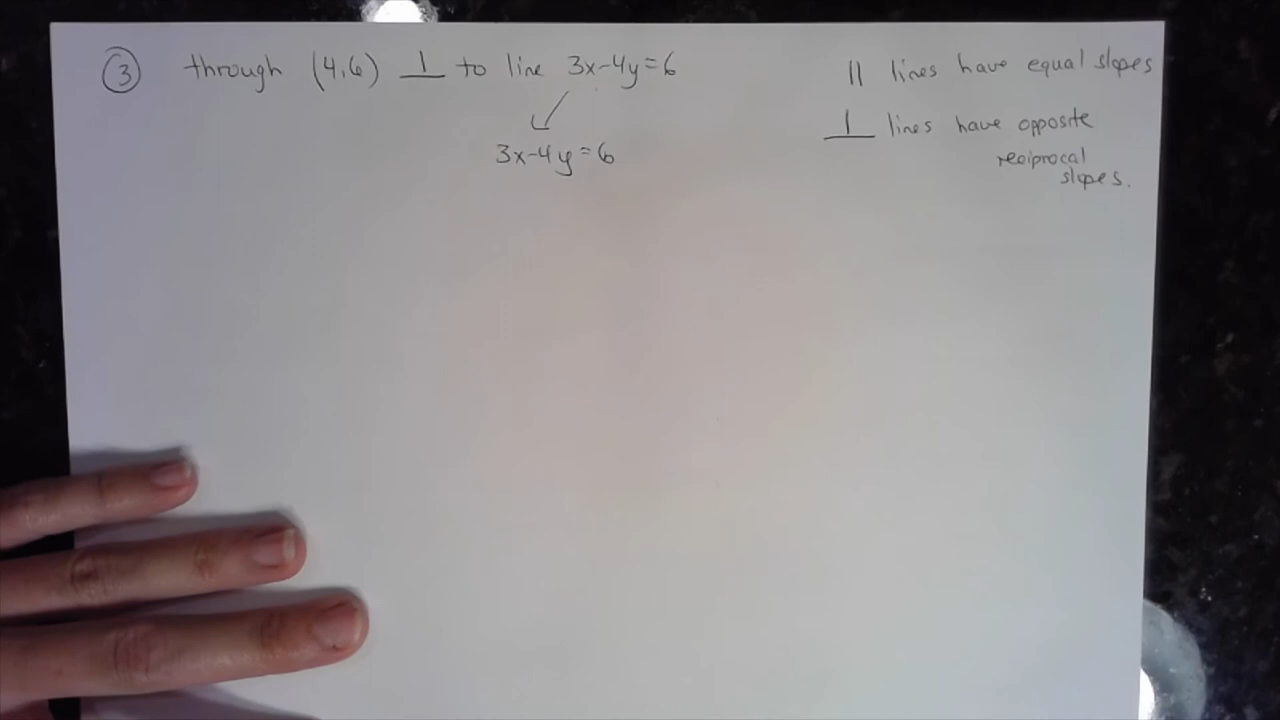 ③ through (4,6) ⊥ to line 3x-4y=6
3x-4y=6
|| lines have equal slopes
⊥ lines have opposite
reciprocal
slopes.